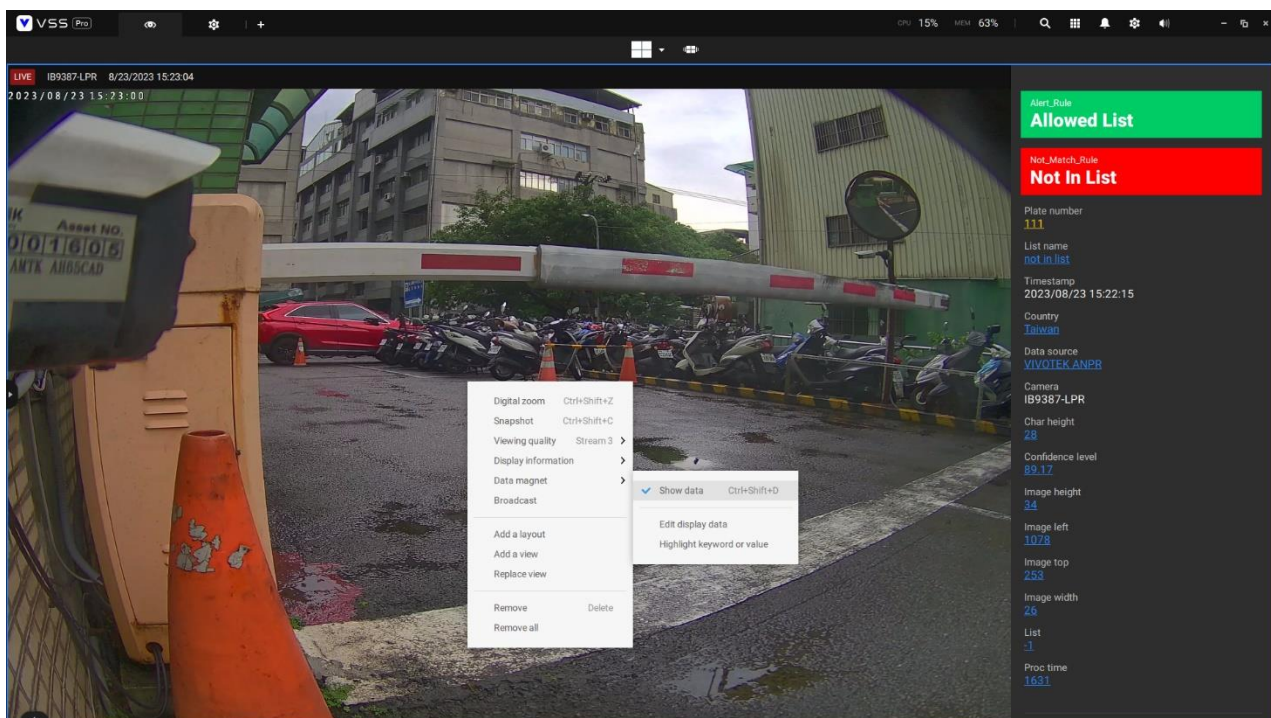 VSS Pro
CPU 15% MEM 63%
LIVE IB9387-LPR 8/23/2023 15:23:04
2023/08/23 15:23:00
Asset NO.
001605
AMTK AH65CAD
Digital zoom Ctrl+Shift+Z
Snapshot Ctrl+Shift+C
Viewing quality Stream 3
Display information
Data magnet
Broadcast
Add a layout
Add a view
Replace view
Remove Delete
Remove all
Show data Ctrl+Shift+D
Edit display data
Highlight keyword or value
Alert_Rule
Allowed List
Not_Match_Rule
Not In List
Plate number
111
List name
not in list
Timestamp
2023/08/23 15:22:15
Country
Taiwan
Data source
VIVOTEK ANPR
Camera
IB9387-LPR
Char height
28
Confidence level
89.17
Image height
34
Image left
1078
Image top
253
Image width
26
List
-1
Proc time
1631